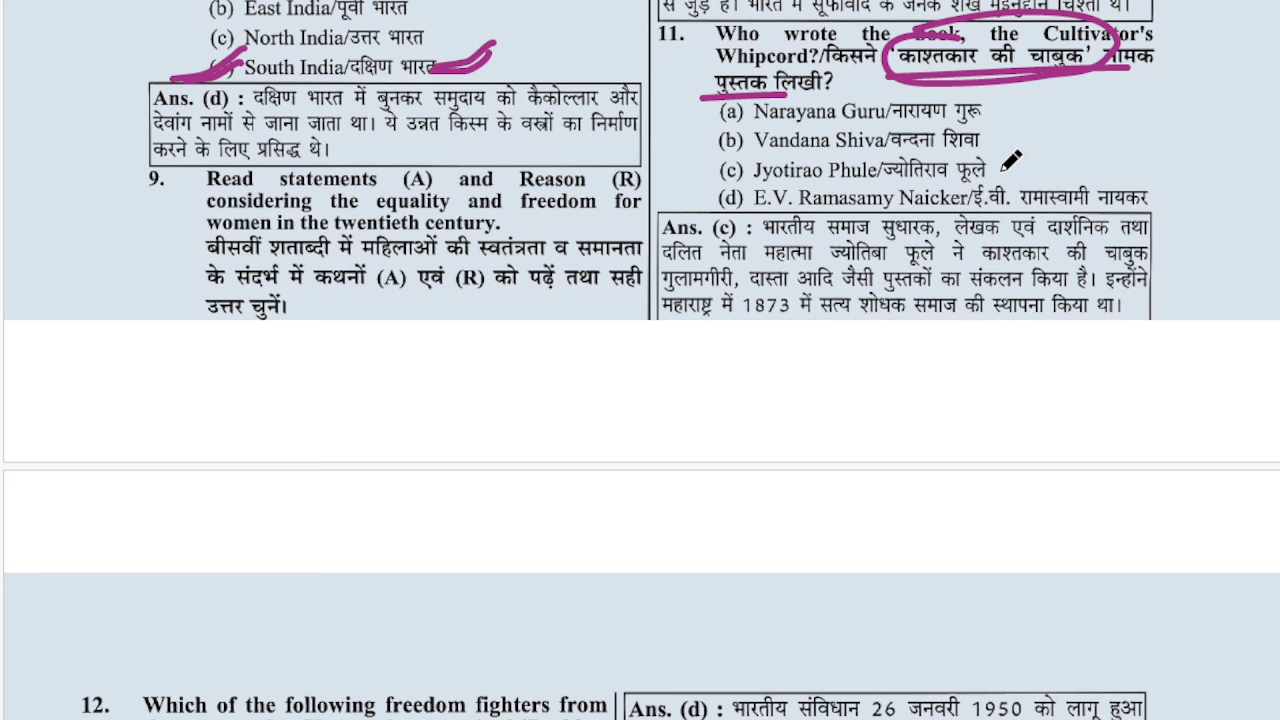 (b) East India/पूर्वी भारत
(c) North India/उत्तर भारत
South India/दक्षिण भारत
Ans. (d) : दक्षिण भारत में बुनकर समुदाय को कैकोल्लार और
देवांग नामों से जाना जाता था। ये उन्नत किस्म के वस्त्रों का निर्माण
करने के लिए प्रसिद्ध थे।
9. Read statements (A) and Reason (R)
considering the equality and freedom for
women in the twentieth century.
बीसवीं शताब्दी में महिलाओं की स्वतंत्रता व समानता
के संदर्भ में कथनों (A) एवं (R) को पढ़ें तथा सही
उत्तर चुनें।
से जुड़े है। भारत में सूफीवाद के जनक शेख मुइनुद्दीन चिश्ती थे।
11. Who wrote the book, the Cultivator's
Whipcord?/किसने 'काश्तकार की चाबुक' नामक
पुस्तक लिखी?
(a) Narayana Guru/नारायण गुरू
(b) Vandana Shiva/वन्दना शिवा
(c) Jyotirao Phule/ज्योतिराव फूले
(d) E.V. Ramasamy Naicker/ई.वी. रामास्वामी नायकर
Ans. (c) : भारतीय समाज सुधारक, लेखक एवं दार्शनिक तथा
दलित नेता महात्मा ज्योतिबा फूले ने काश्तकार की चाबुक
गुलामगीरी, दास्ता आदि जैसी पुस्तकों का संकलन किया है। इन्होंने
महाराष्ट्र में 1873 में सत्य शोधक समाज की स्थापना किया था।
12. Which of the following freedom fighters from
Ans. (d) : भारतीय संविधान 26 जनवरी 1950 को लागू हुआ